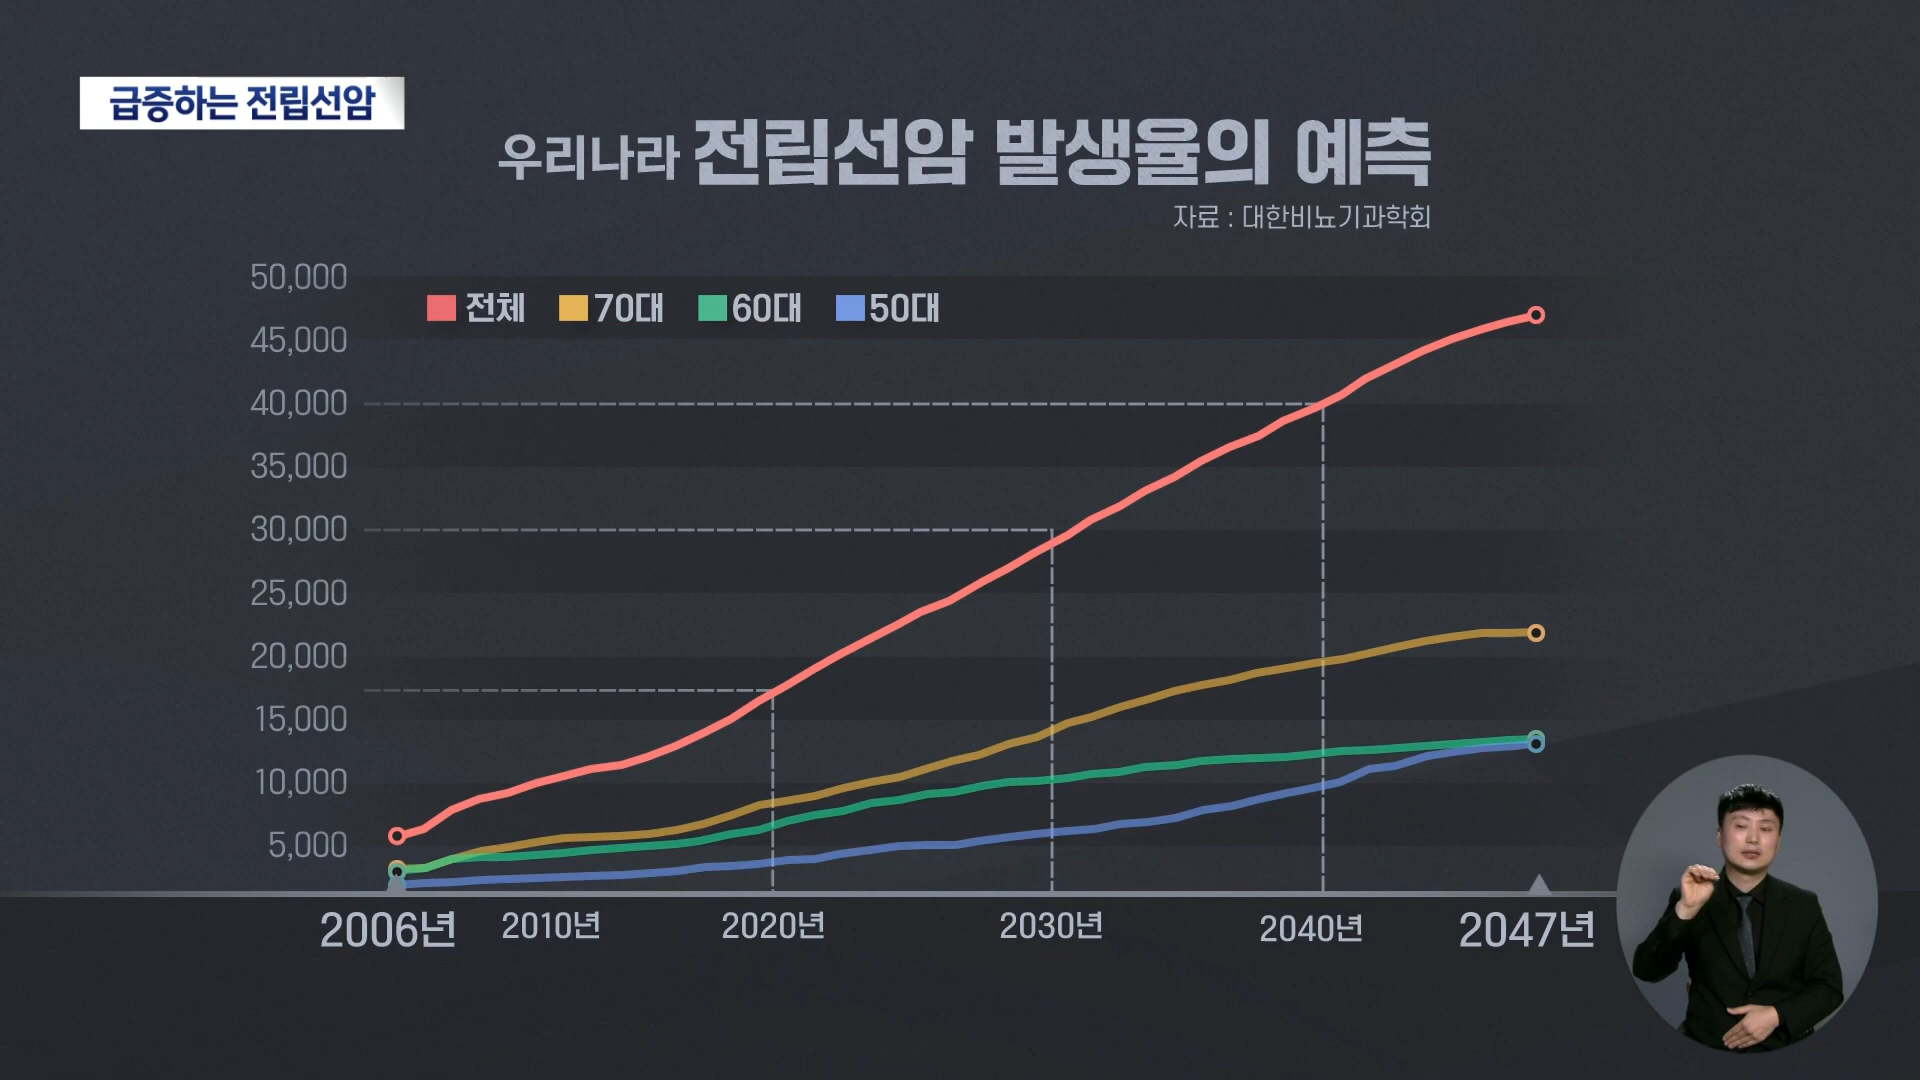 급증하는 전립선암
우리나라 전립선암 발생율의 예측
자료 : 대한비뇨기과학회
50,000
전체 70대 60대 50대
45,000
40,000
35,000
30,000
25,000
20,000
15,000
10,000
5,000
2006년 2010년 2020년 2030년 2040년 2047년